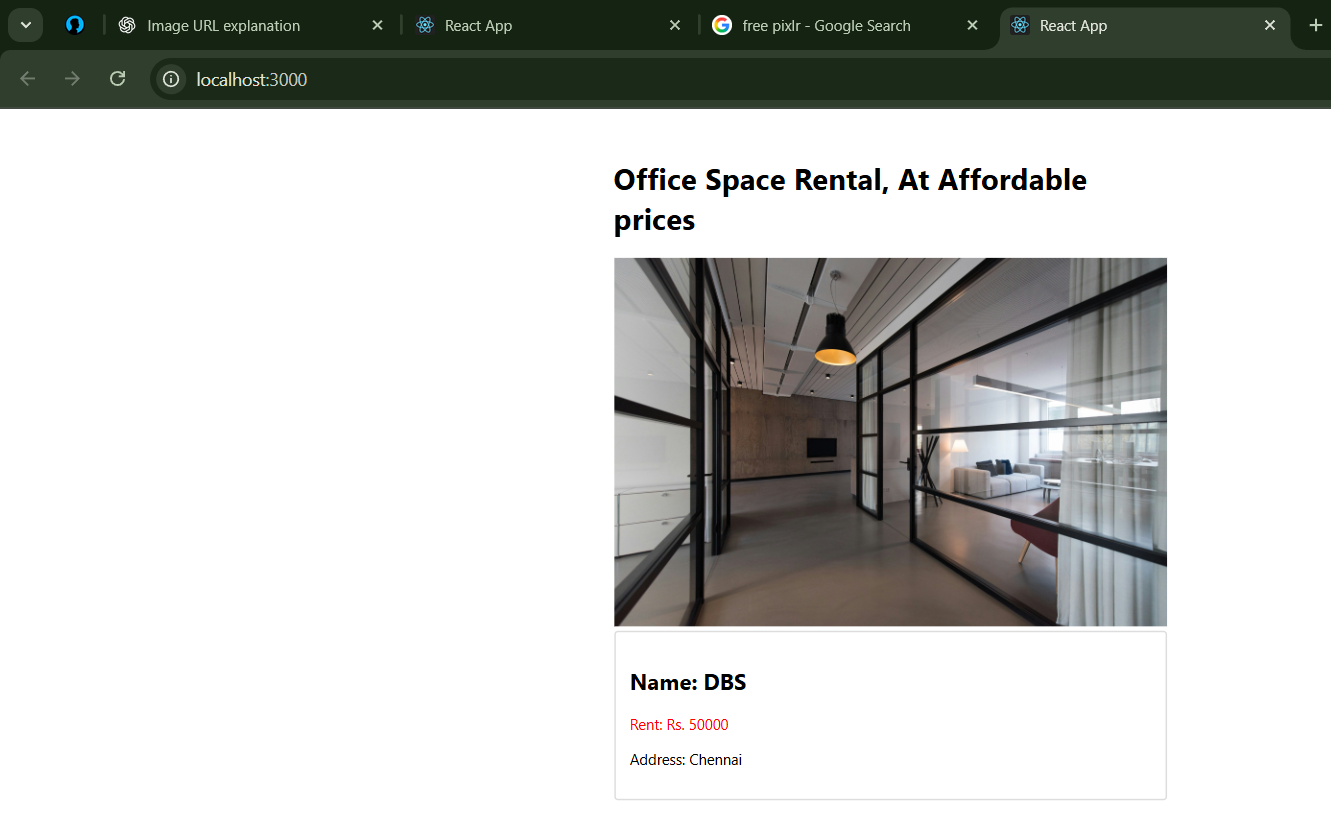 Image URL explanation
React App
free pixlr - Google Search
React App
localhost:3000
Office Space Rental, At Affordable
prices
Name: DBS
Rent: Rs. 50000
Address: Chennai